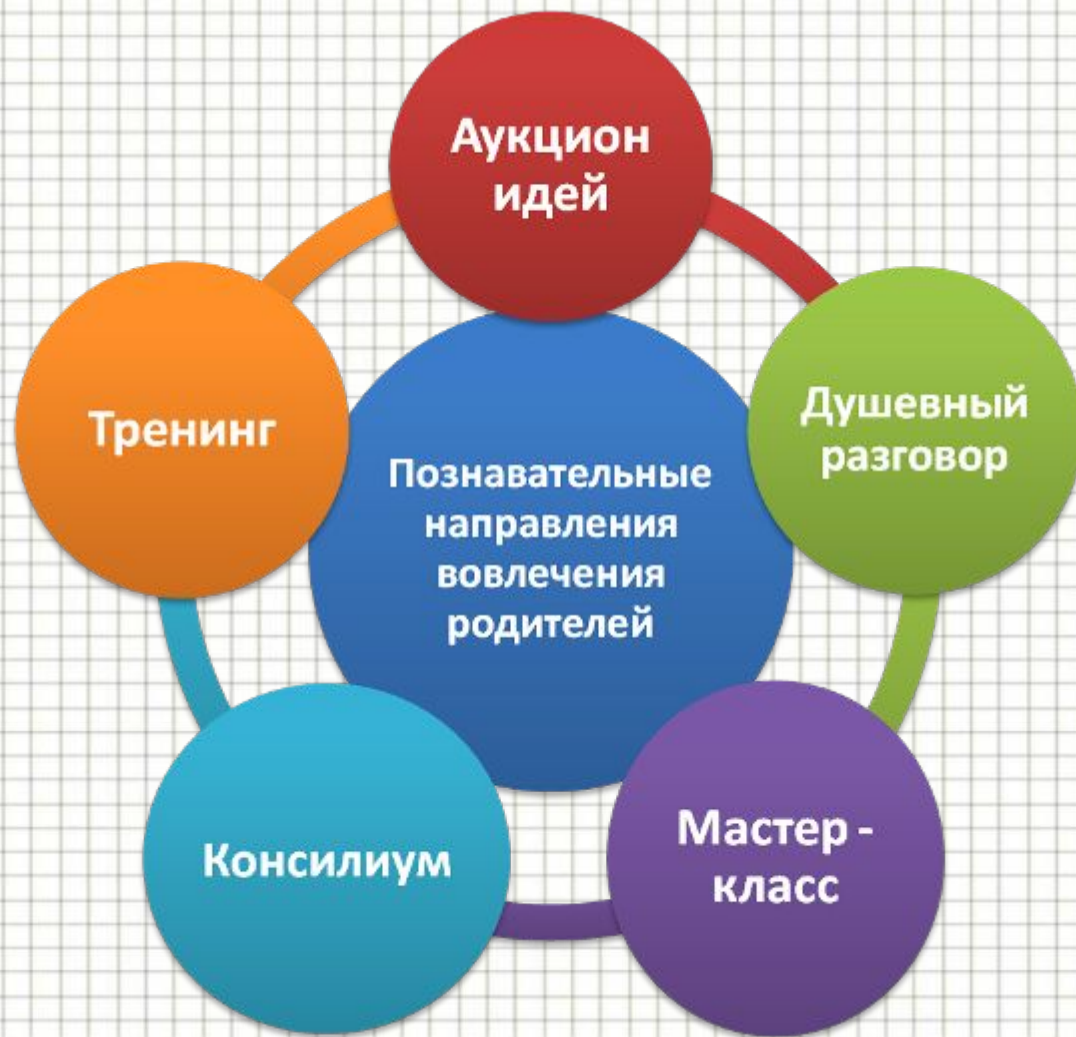 Аукцион
идей
Душевный
разговор
Тренинг
Познавательные
направления
вовлечения
родителей
Мастер -
класс
Консилиум